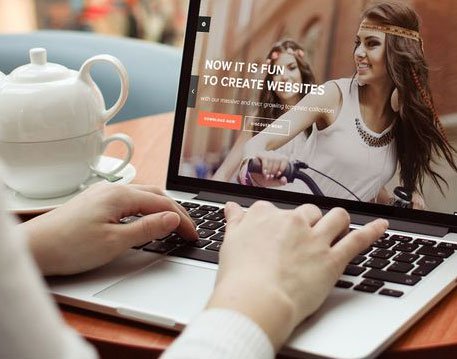 NOW IT IS FUN
TO CREATE WEBSITES
with our massive and ever growing template collection
DOWNLOAD NOW
DISCOVER MORE